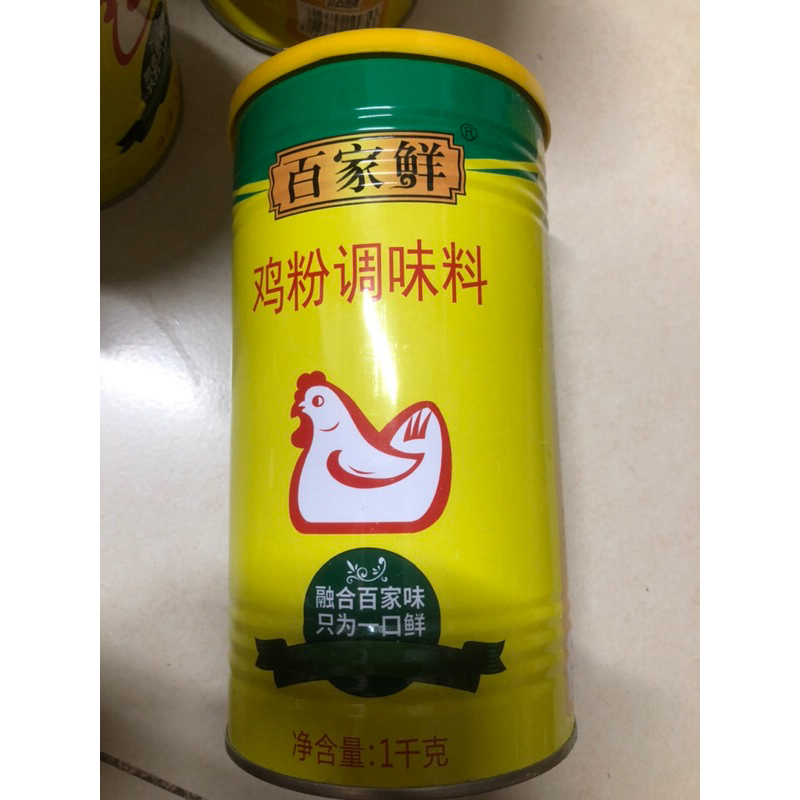 百家鲜
®
鸡粉调味料
融合百家味
只为一口鲜
净含量:1千克